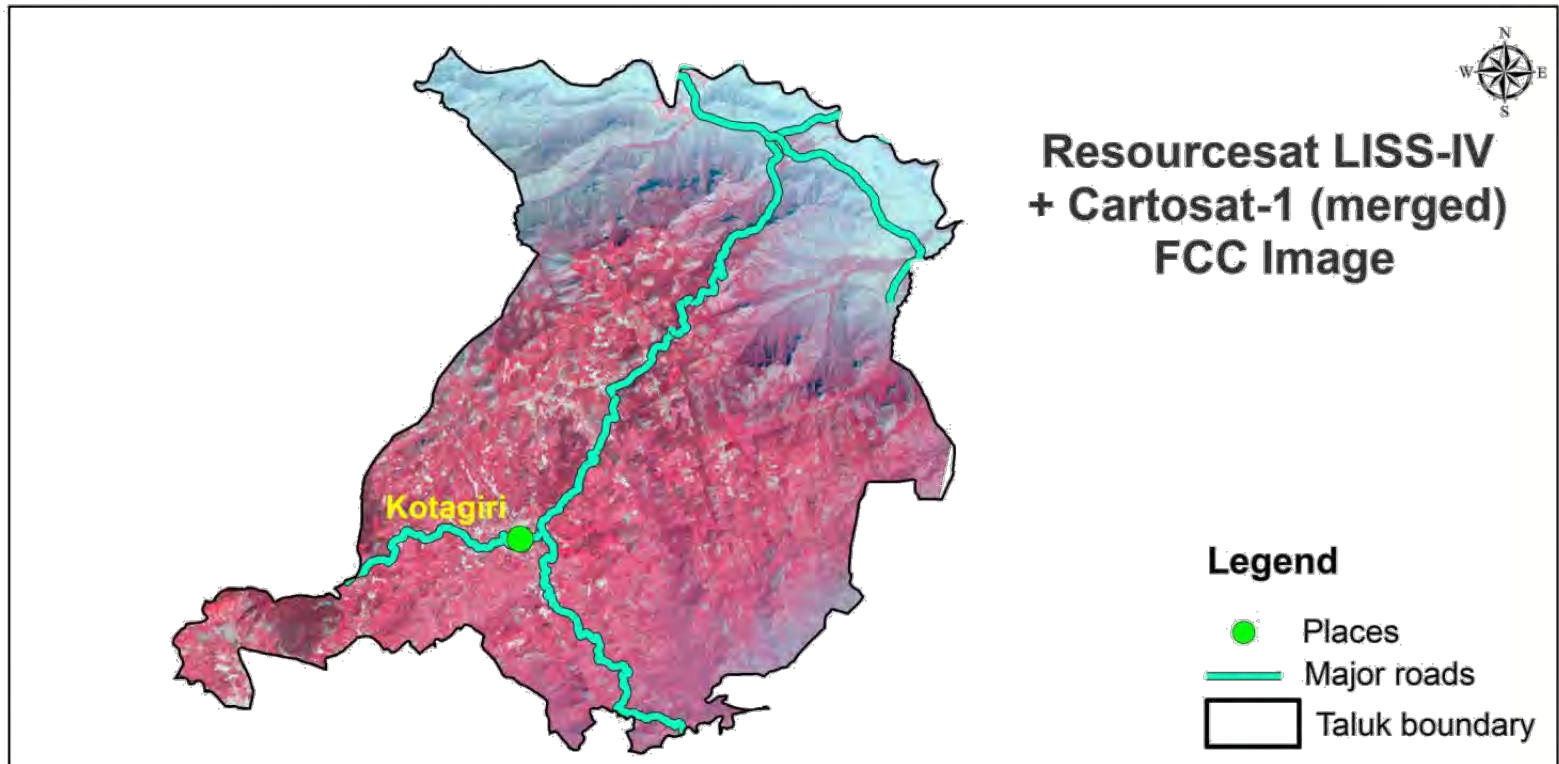 N
W E
S
Resourcesat LISS-IV
+ Cartosat-1 (merged)
FCC Image
Kotagiri
Legend
Places
Major roads
Taluk boundary